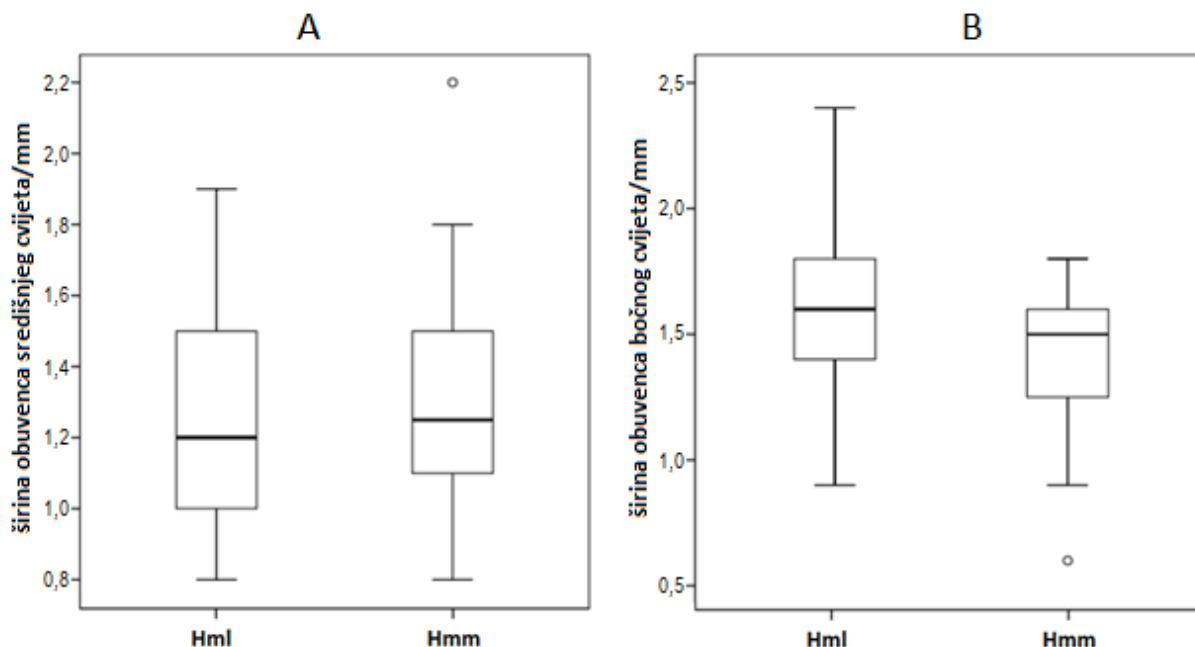 A
širina obuvenca središnjeg cvijeta/mm
2,2
2,0
1,8
1,6
1,4
1,2
1,0
0,8
Hml Hmm
B
širina obuvenca bočnog cvijeta/mm
2,5
2,0
1,5
1,0
0,5
Hml Hmm